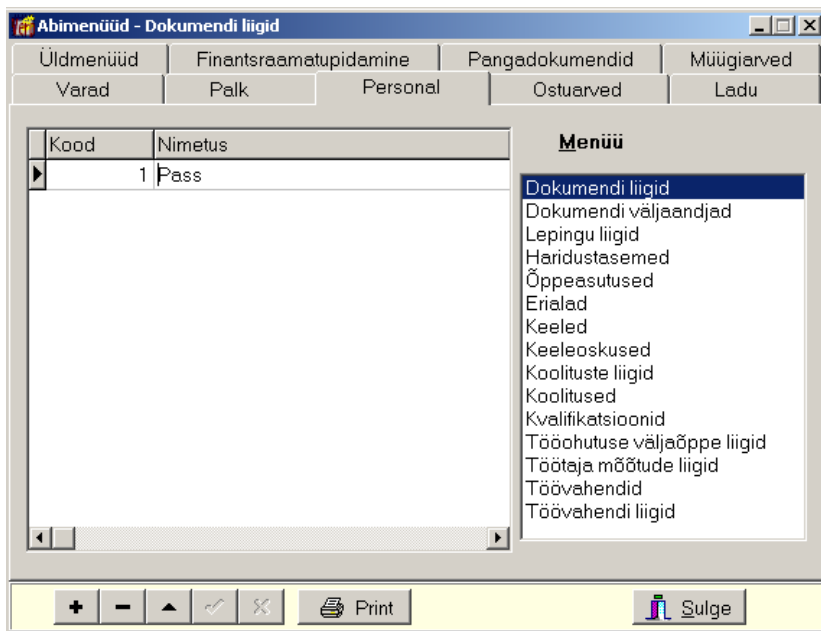 Abimenüüd - Dokumendi liigid
Üldmenüüd Finantsraamatupidamine Pangadokumendid Müügiarved
Varad Palk Personal Ostuarved Ladu
Kood Nimetus
1 Pass
Menüü
Dokumendi liigid
Dokumendi väljaandjad
Lepingu liigid
Haridustasemed
Õppeasutused
Erialad
Keeled
Keeleoskused
Koolituste liigid
Koolitused
Kvalifikatsioonid
Tööohutuse väljaõppe liigid
Töötaja mõõtude liigid
Töövahendid
Töövahendi liigid
Print Sulge